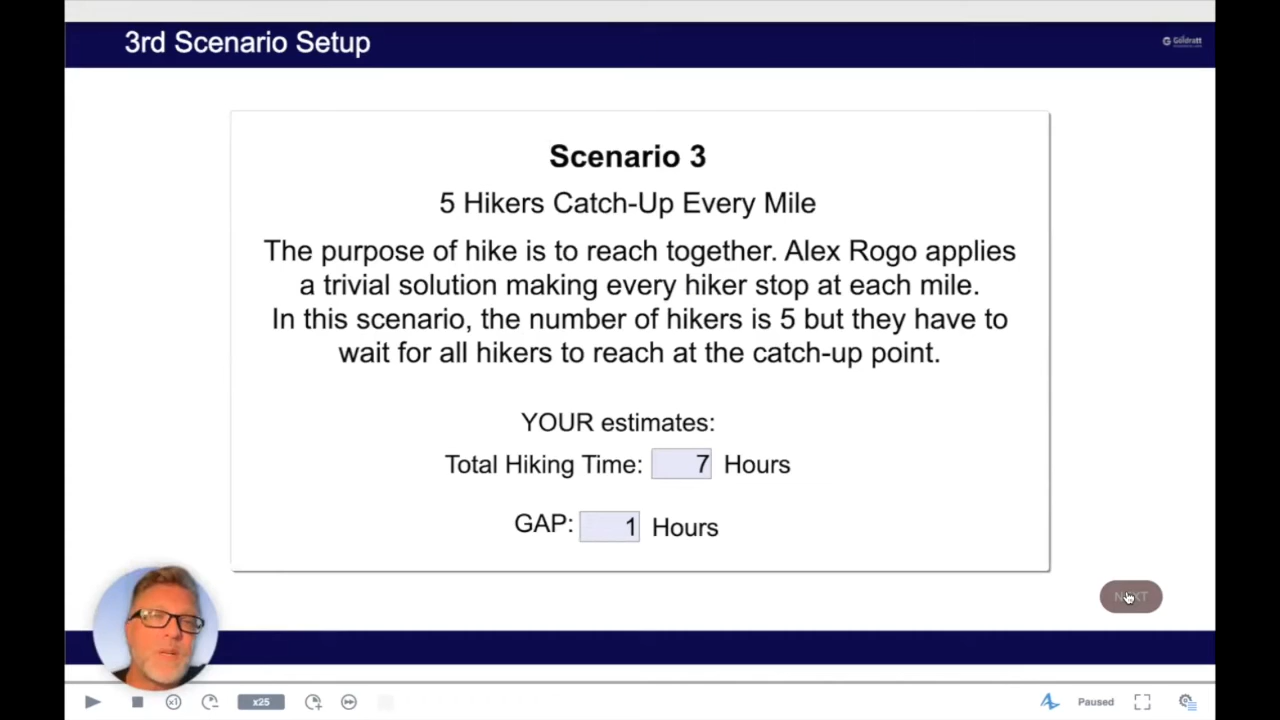 3rd Scenario Setup
Goldratt
Scenario 3
5 Hikers Catch-Up Every Mile
The purpose of hike is to reach together. Alex Rogo applies
a trivial solution making every hiker stop at each mile.
In this scenario, the number of hikers is 5 but they have to
wait for all hikers to reach at the catch-up point.
YOUR estimates:
Total Hiking Time: 7 Hours
GAP: 1 Hours
NEXT
x1
x25
Paused